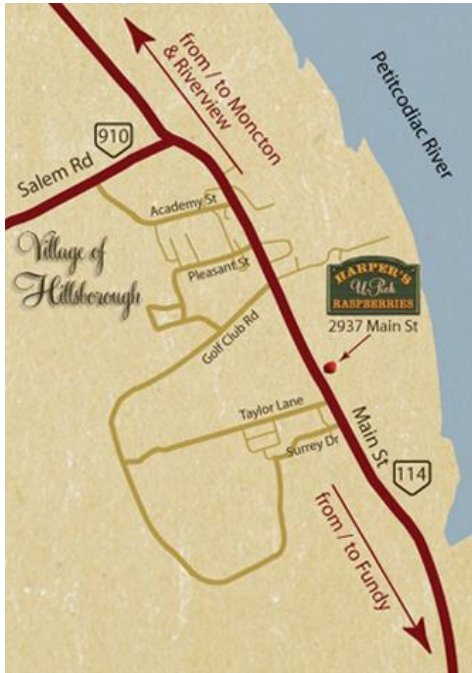 from / to Moncton
& Riverview
Petitcodiac River
910
Salem Rd
Academy St
Village of
Hillsborough
Pleasant St
HARPER'S
U-Pick
RASPBERRIES
2937 Main St
Golf Club Rd
Taylor Lane
Main St
Surrey Dr
114
from / to Fundy